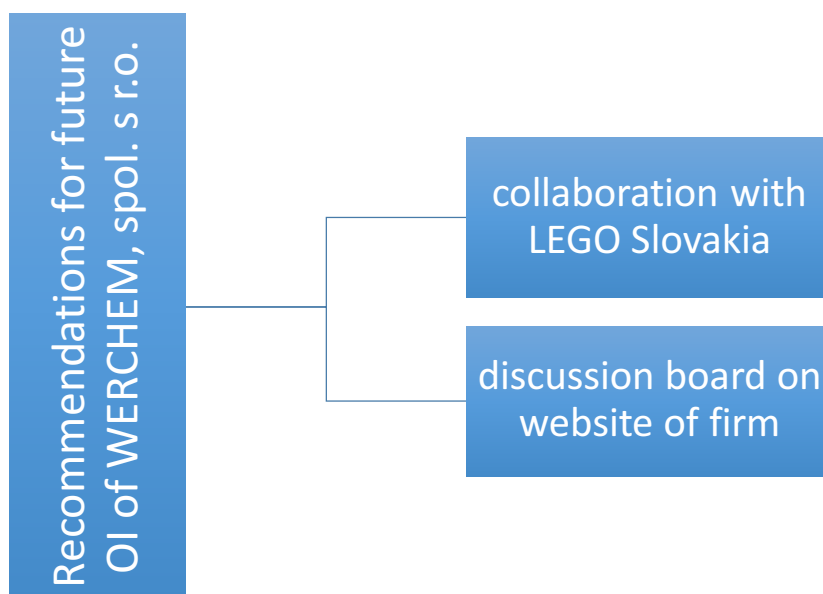 Recommendations for future
OI of WERCHEM, spol. s r.o.
collaboration with
LEGO Slovakia
discussion board on
website of firm